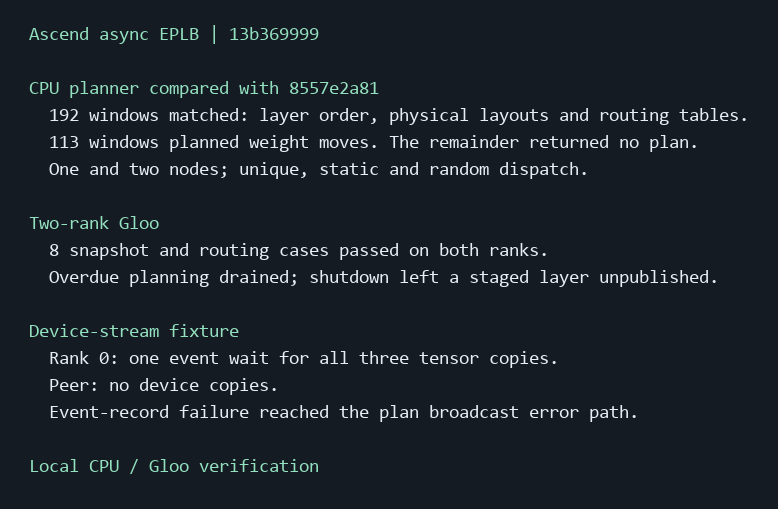 Ascend async EPLB | 13b369999
CPU planner compared with 8557e2a81
192 windows matched: layer order, physical layouts and routing tables.
113 windows planned weight moves. The remainder returned no plan.
One and two nodes; unique, static and random dispatch.
Two-rank Gloo
8 snapshot and routing cases passed on both ranks.
Overdue planning drained; shutdown left a staged layer unpublished.
Device-stream fixture
Rank 0: one event wait for all three tensor copies.
Peer: no device copies.
Event-record failure reached the plan broadcast error path.
Local CPU / Gloo verification